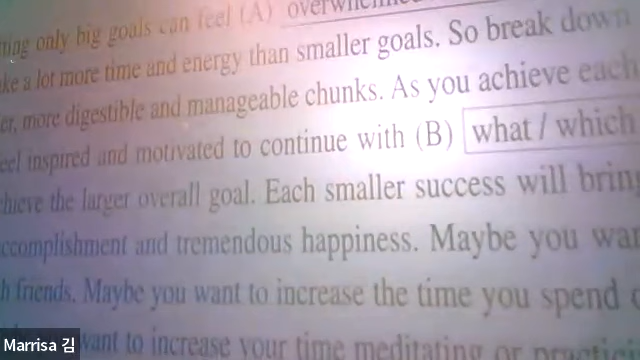 only big goals can feel (A)
a lot more time and energy than smaller goals. So break down
more digestible and manageable chunks. As you achieve each
feel inspired and motivated to continue with (B) what / which
achieve the larger overall goal. Each smaller success will bring
accomplishment and tremendous happiness. Maybe you
friends. Maybe you want to increase the time you spend
want to increase your time meditating or
Marrisa 김